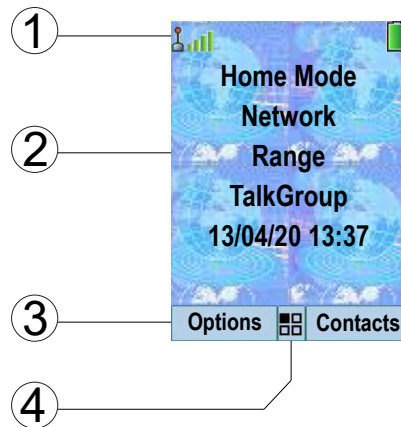 1
Home Mode
Network
2
Range
TalkGroup
13/04/20 13:37
3
Options Contacts
4